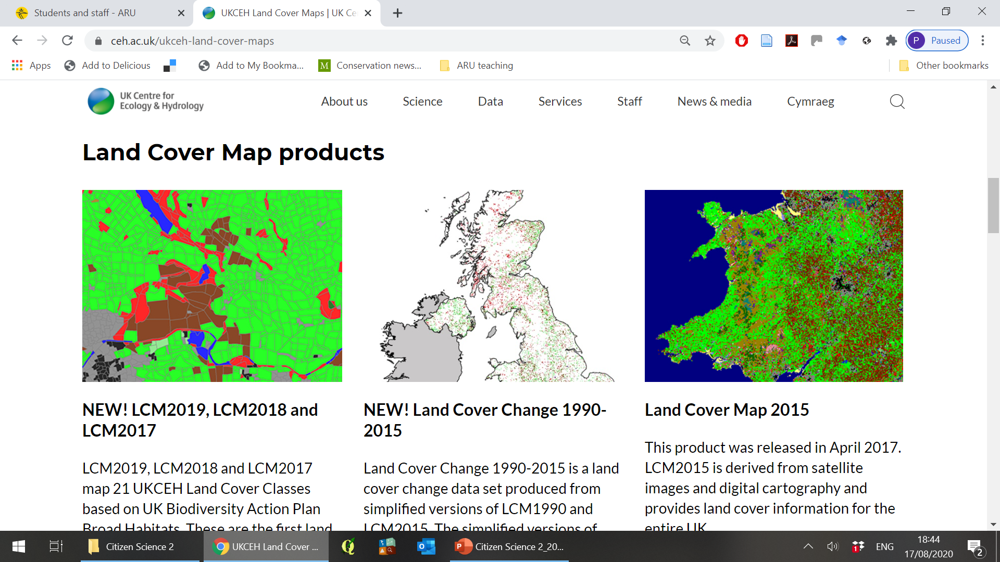 Students and staff - ARU
UKCEH Land Cover Maps | UK Ce
ceh.ac.uk/ukceh-land-cover-maps
P Paused
Apps
Add to Delicious
Add to My Bookma...
M Conservation news...
ARU teaching
Other bookmarks
UK Centre for
Ecology & Hydrology
About us Science Data Services Staff News & media Cymraeg
Land Cover Map products
NEW! LCM2019, LCM2018 and
LCM2017
LCM2019, LCM2018 and LCM2017
map 21 UKCEH Land Cover Classes
based on UK Biodiversity Action Plan
Broad Habitats. These are the first land
NEW! Land Cover Change 1990-
2015
Land Cover Change 1990-2015 is a land
cover change data set produced from
simplified versions of LCM1990 and
LCM2015. The simplified versions of
Land Cover Map 2015
This product was released in April 2017.
LCM2015 is derived from satellite
images and digital cartography and
provides land cover information for the
entire UK
Citizen Science 2
UKCEH Land Cover ...
Citizen Science 2_20...
1
ENG
18:44
17/08/2020
2